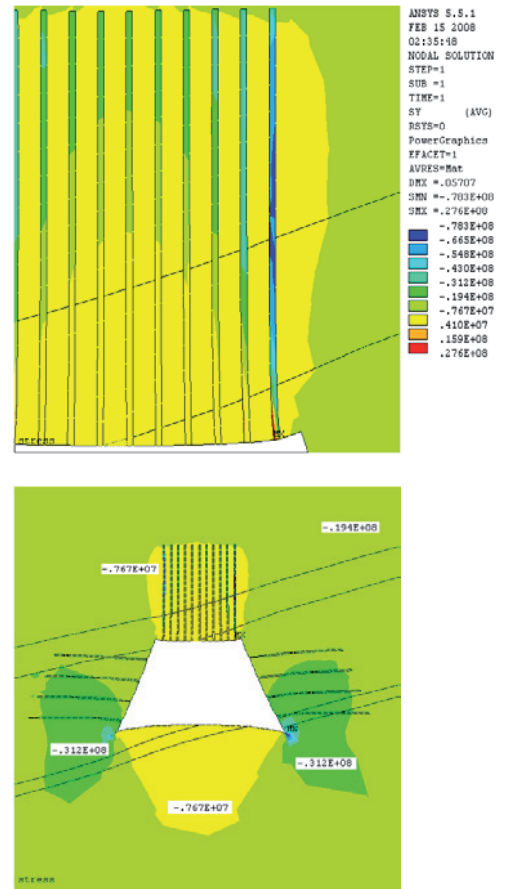 ANSYS 5.5.1
FEB 15 2008
02:35:48
NODAL SOLUTION
STEP=1
SUB =1
TIME=1
SY (AVG)
RSYS=0
PowerGraphics
EFACET=1
AVRES=Mat
DMX =.05707
SMN =-.783E+08
SMX =.276E+08
-.783E+08
-.665E+08
-.548E+08
-.430E+08
-.312E+08
-.194E+08
-.767E+07
.410E+07
.159E+08
.276E+08
stress
-.194E+08
-.767E+07
-.312E+08
-.312E+08
-.767E+07
stress